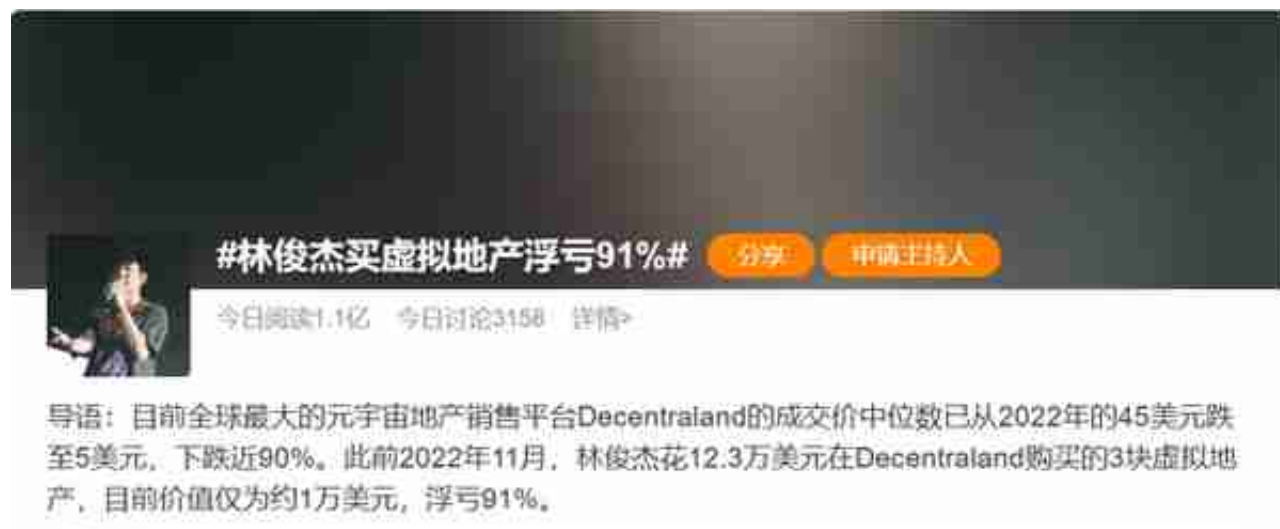 #林俊杰买虚拟地产浮亏91%# 分享 申请主持人
今日阅读1.1亿 今日讨论3158 详情>
导语：目前全球最大的元宇宙地产销售平台Decentraland的成交价中位数已从2022年的45美元跌
至5美元，下跌近90%。此前2022年11月，林俊杰花12.3万美元在Decentraland购买的3块虚拟地
产，目前价值仅为约1万美元，浮亏91%。